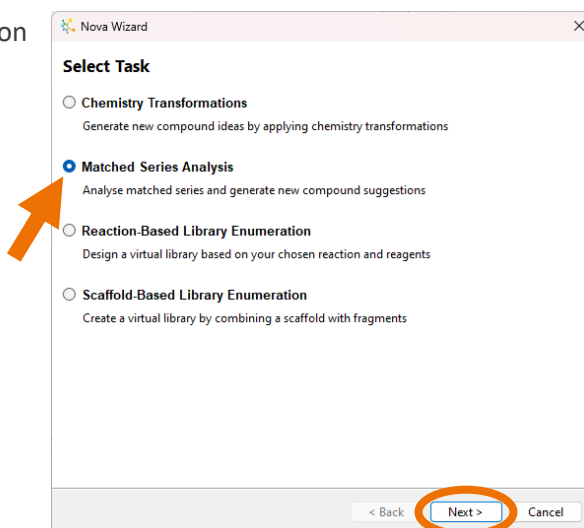 on
Nova Wizard
Select Task
Chemistry Transformations
Generate new compound ideas by applying chemistry transformations
Matched Series Analysis
Analyse matched series and generate new compound suggestions
Reaction-Based Library Enumeration
Design a virtual library based on your chosen reaction and reagents
Scaffold-Based Library Enumeration
Create a virtual library by combining a scaffold with fragments
< Back Next > Cancel